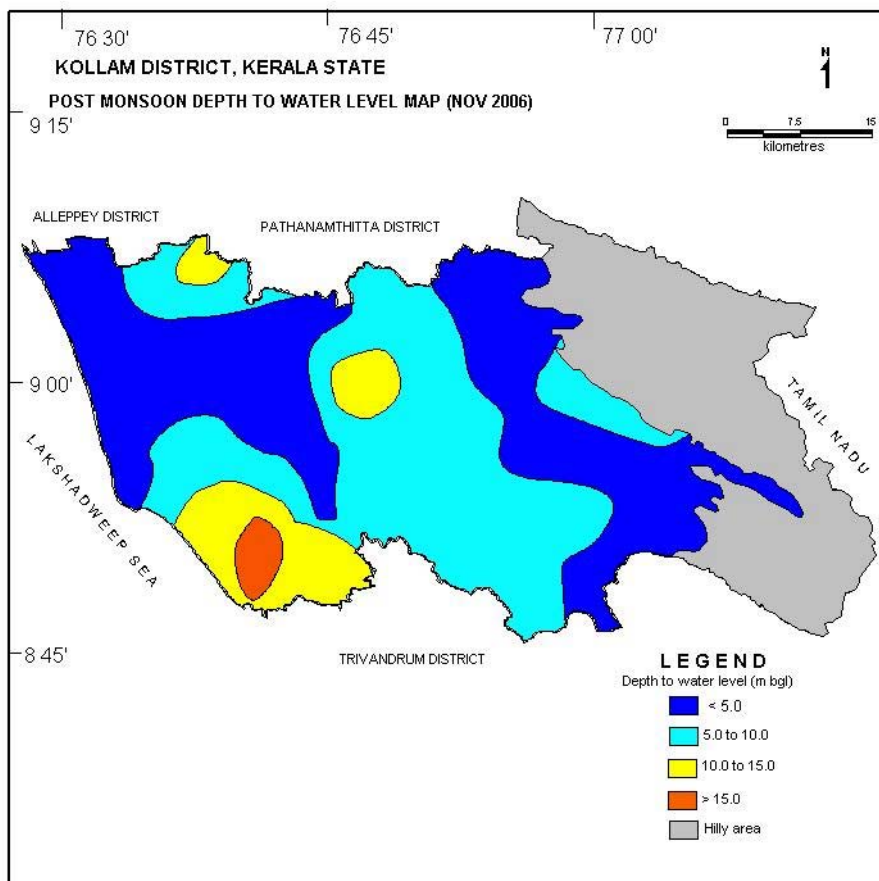 76 30'
76 45'
77 00'
KOLLAM DISTRICT, KERALA STATE
N
POST MONSOON DEPTH TO WATER LEVEL MAP (NOV 2006)
9 15'
0 7.5 15
kilometres
ALLEPPEY DISTRICT
PATHANAMTHITTA DISTRICT
9 00'
TAMIL NADU
LAKSHADWEEP SEA
8 45'
TRIVANDRUM DISTRICT
LEGEND
Depth to water level (m bgl)
< 5.0
5.0 to 10.0
10.0 to 15.0
> 15.0
Hilly area